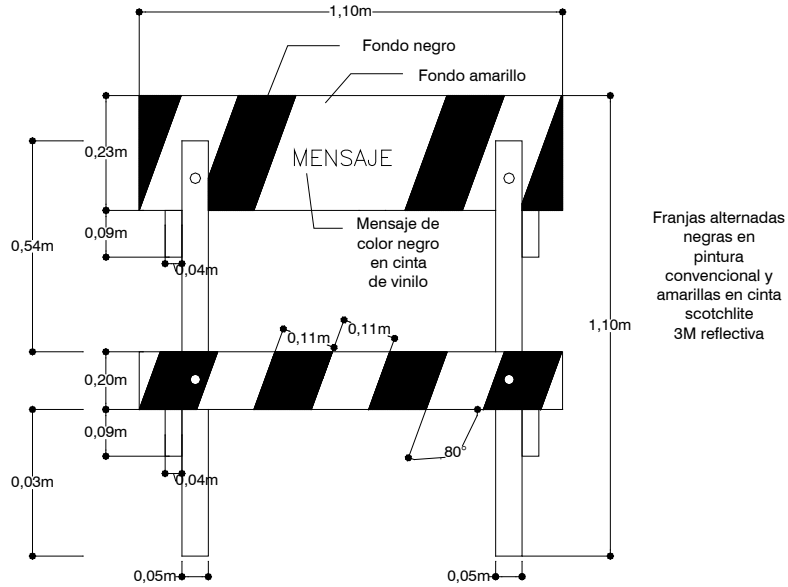 1,10m
Fondo negro
Fondo amarillo
0,23m
MENSAJE
0,09m
0,54m
0,04m
Mensaje de
color negro
en cinta
de vinilo
Franjas alternadas
negras en
pintura
convencional y
amarillas en cinta
scotchlite
3M reflectiva
1,10m
0,11m
0,11m
0,20m
0,09m
80°
0,04m
0,03m
0,05m
0,05m